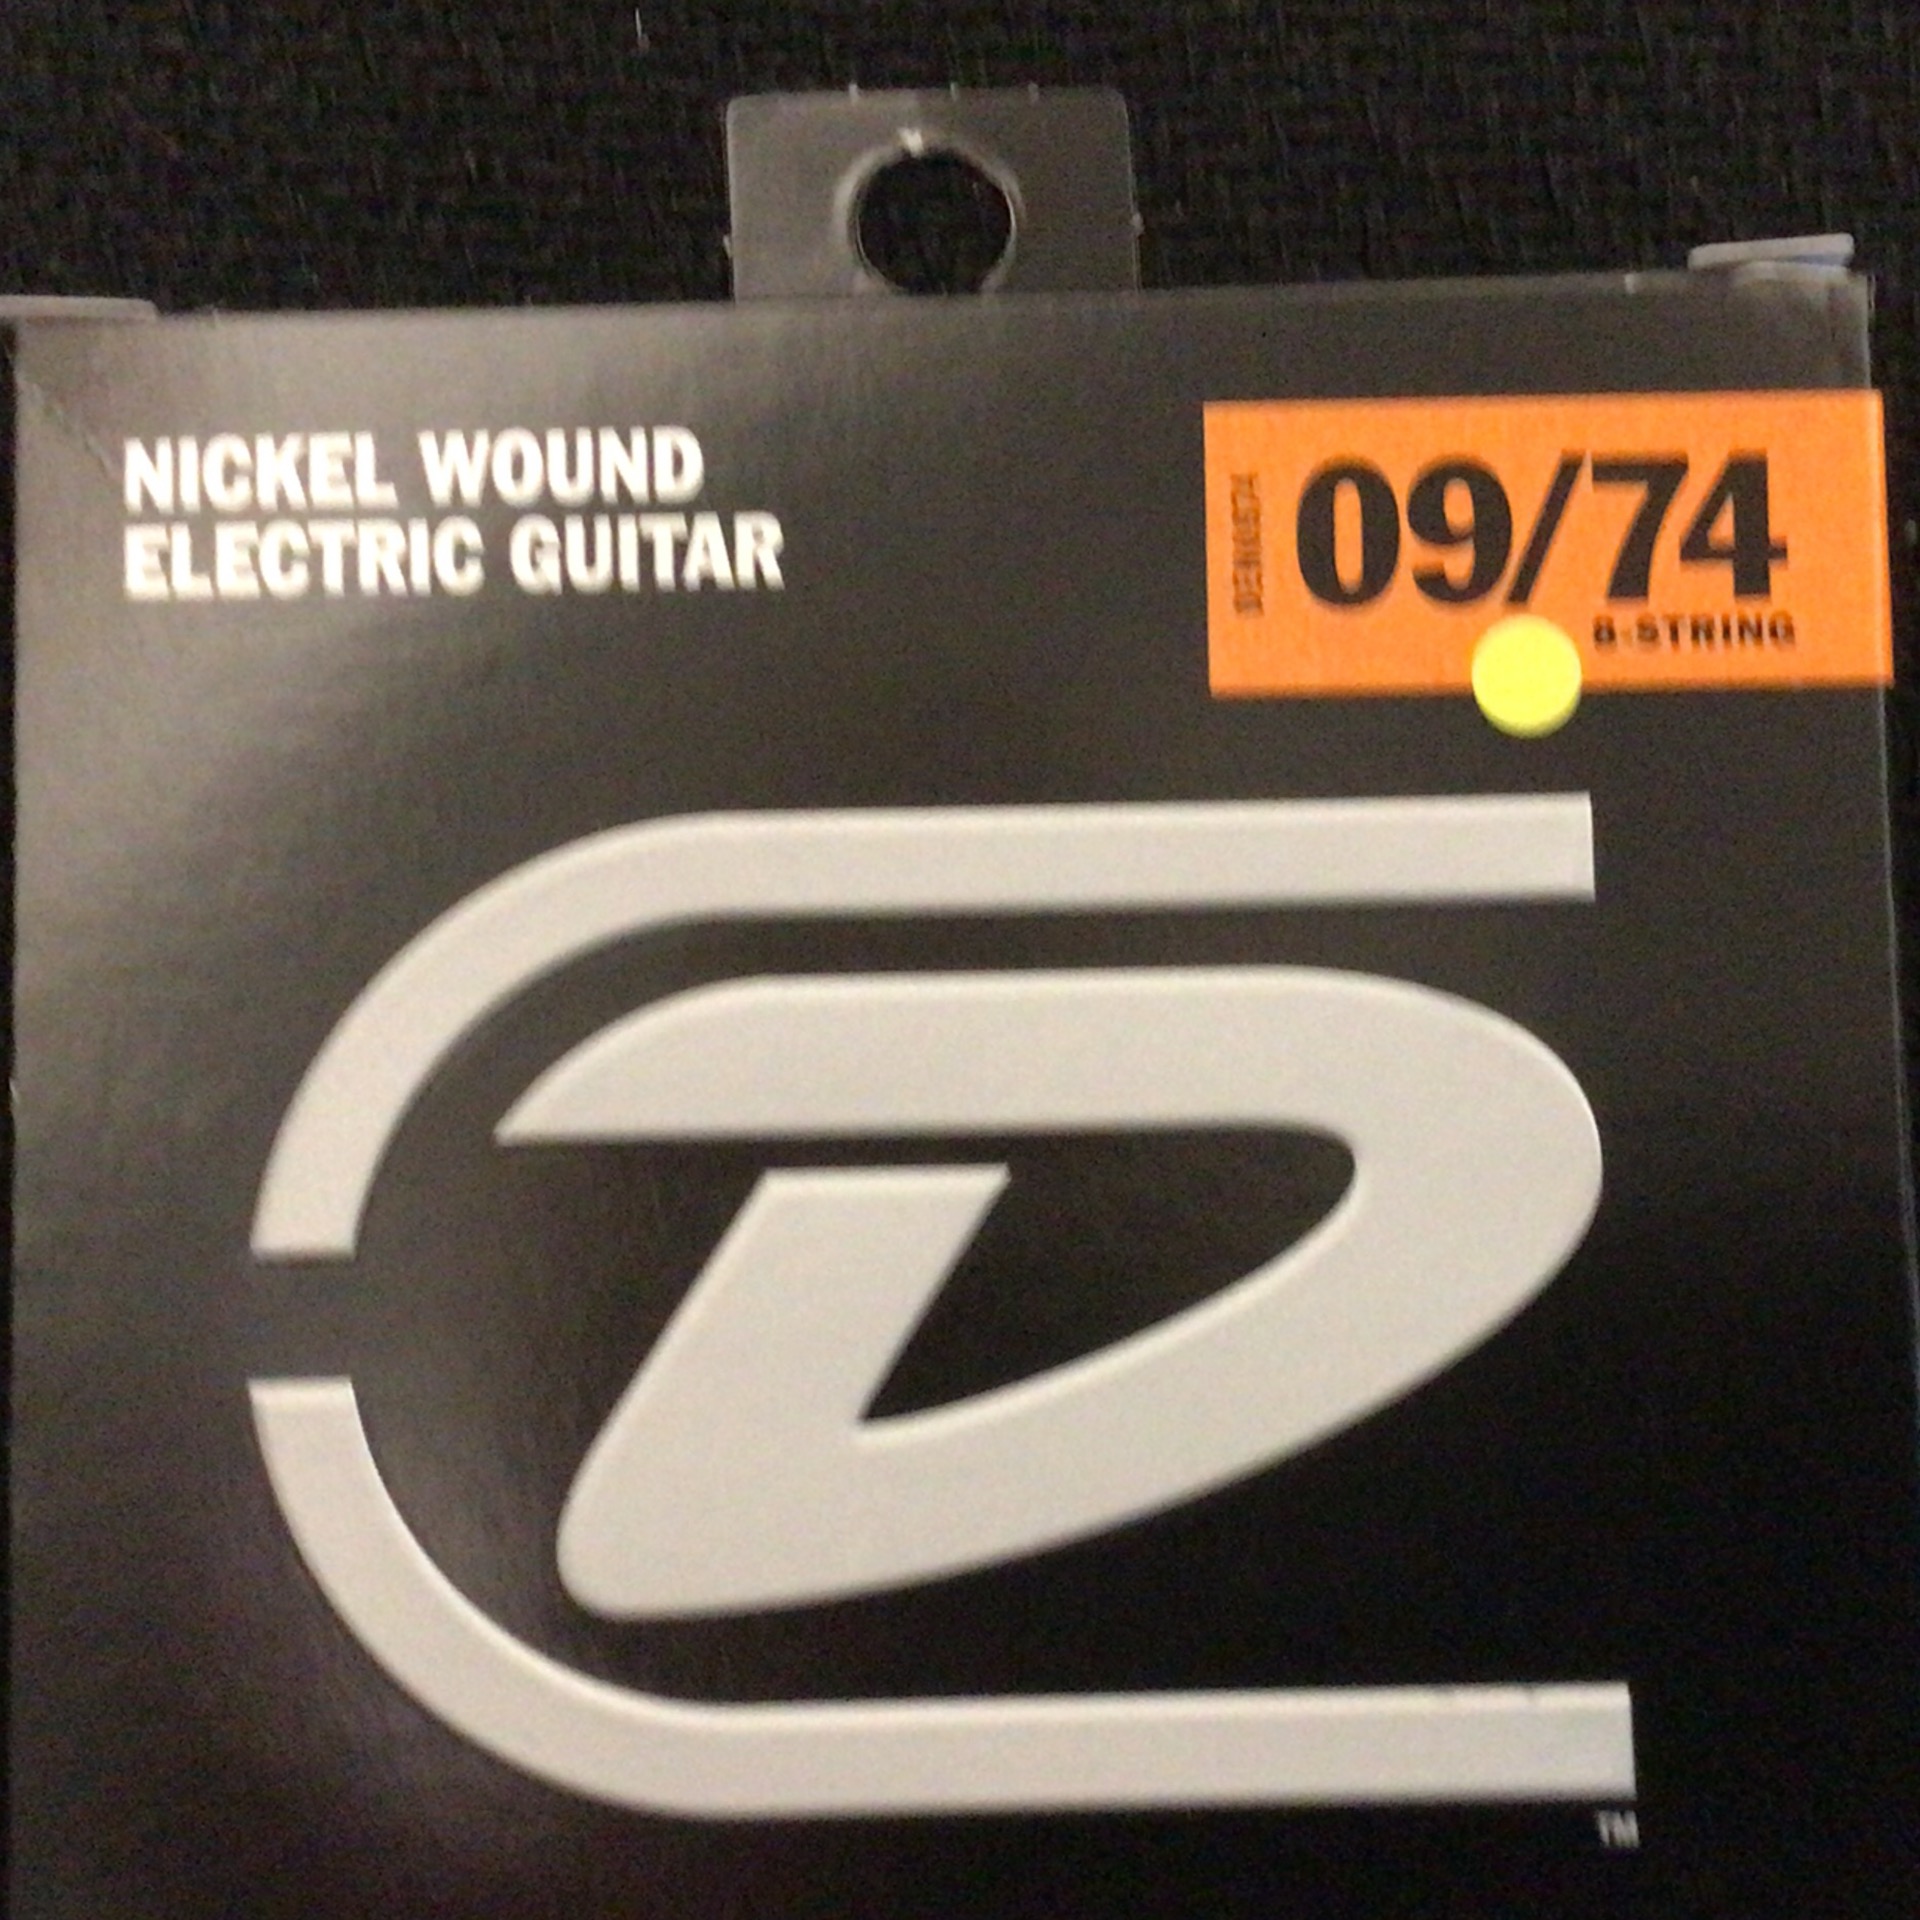 NICKEL WOUND
ELECTRIC GUITAR
09/74
8-STRING
D
TM